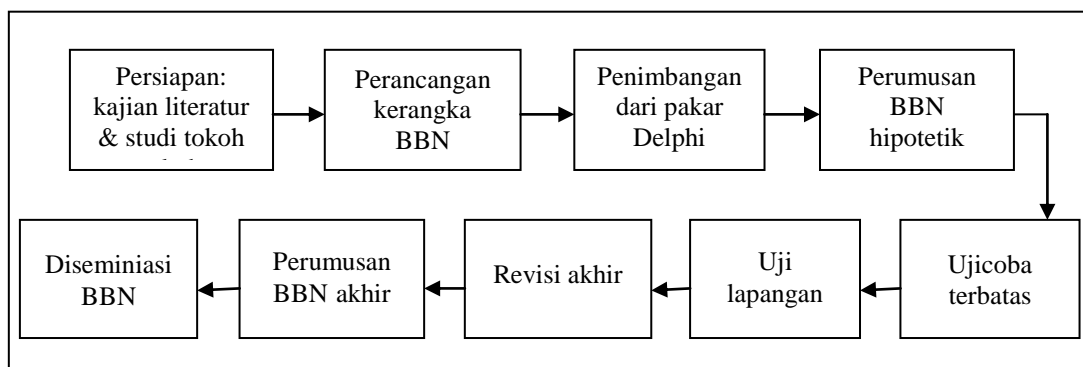 Persiapan:
kajian literatur
& studi tokoh
Perancangan
kerangka
BBN
Penimbangan
dari pakar
Delphi
Perumusan
BBN
hipotetik
Ujicoba
terbatas
Uji
lapangan
Revisi akhir
Perumusan
BBN akhir
Diseminiasi
BBN